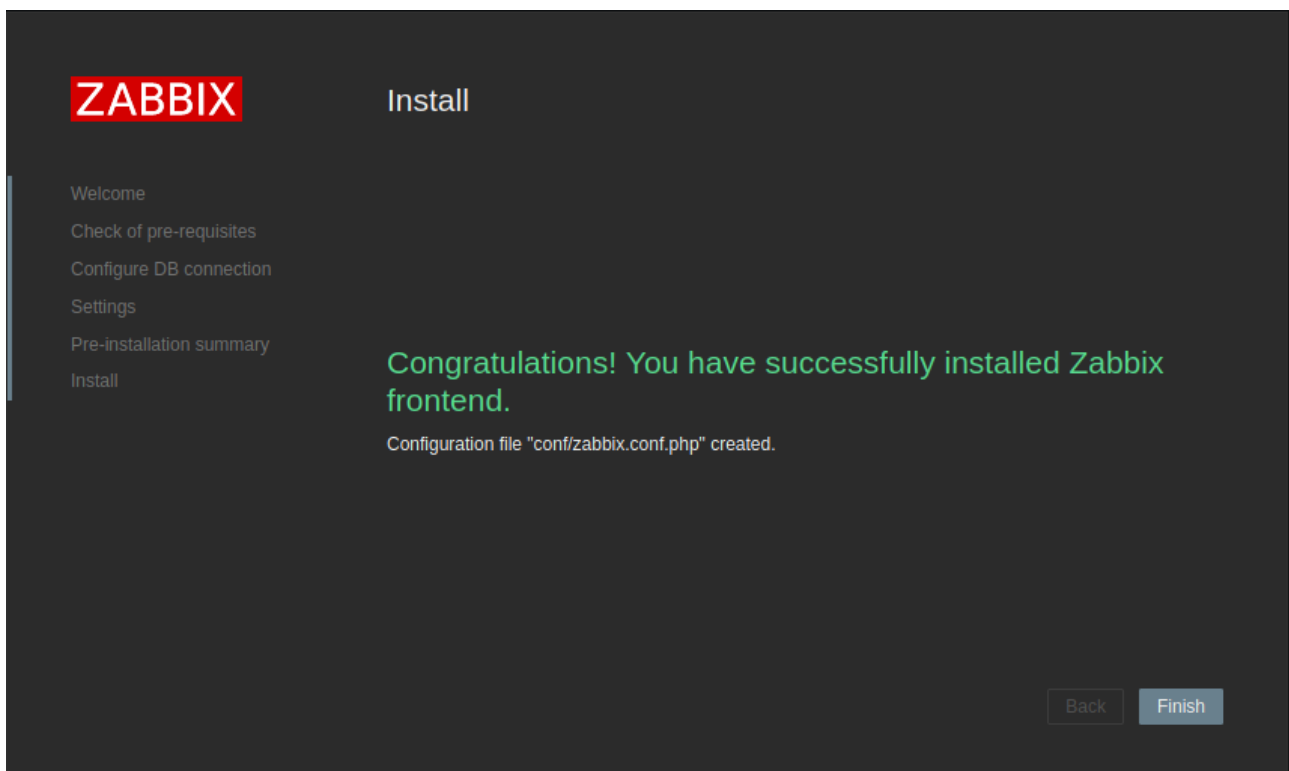 ZABBIX
Install
Welcome
Check of pre-requisites
Configure DB connection
Settings
Pre-installation summary
Install
Congratulations! You have successfully installed Zabbix
frontend.
Configuration file "conf/zabbix.conf.php" created.
Back
Finish